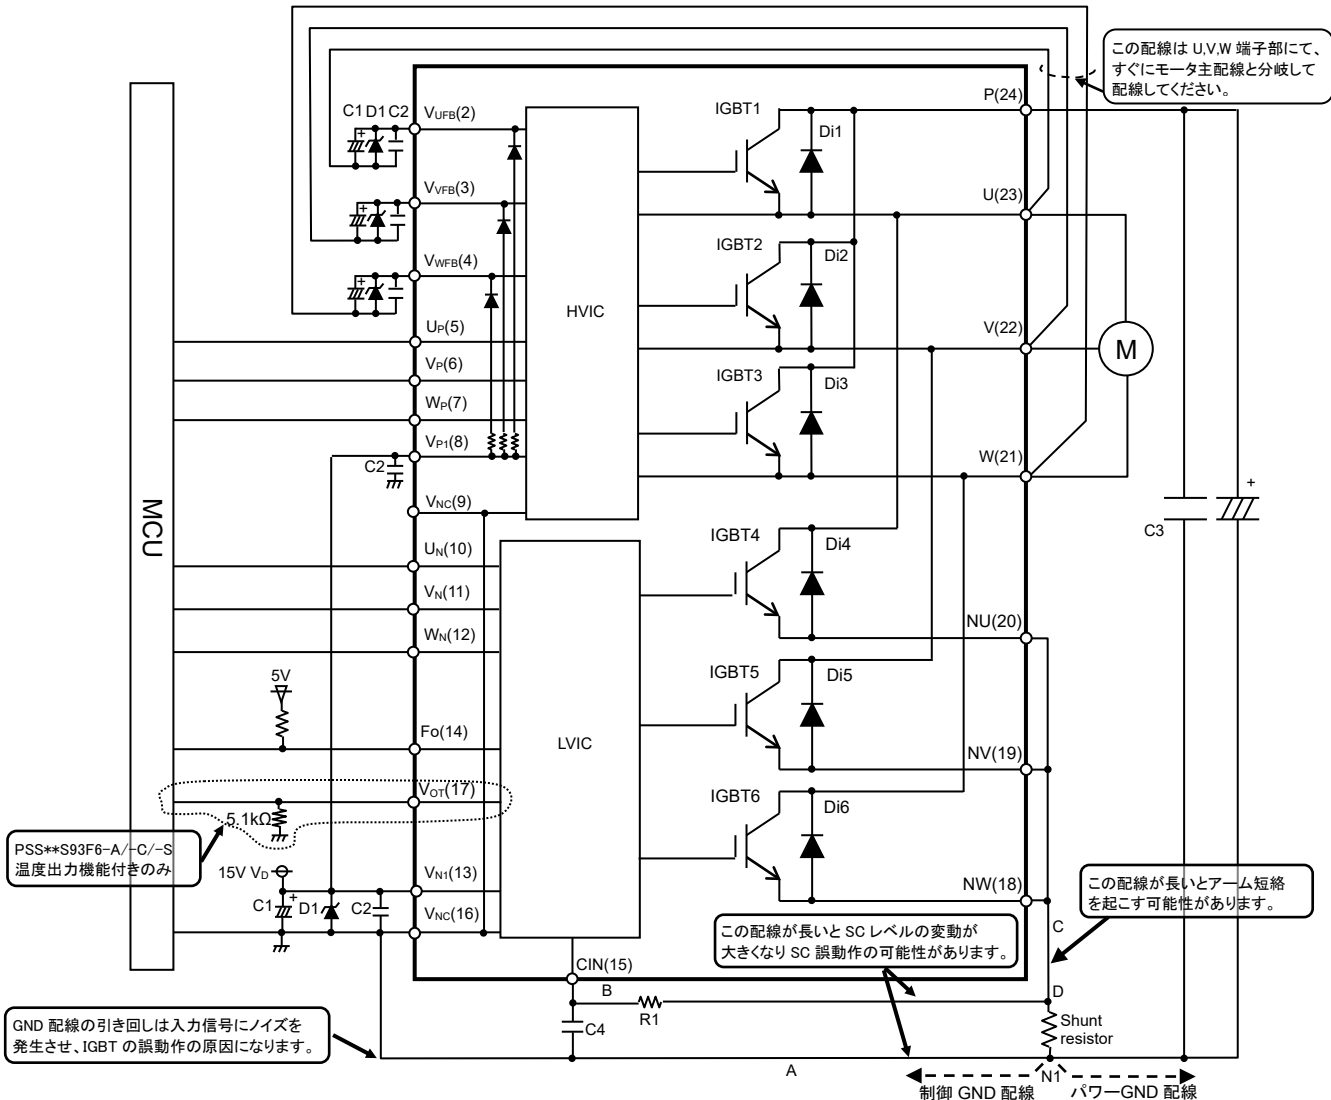 この配線は U,V,W 端子部にて、
すぐにモータ主配線と分岐して
配線してください。
P(24)
IGBT1
Di1
C1 D1 C2
+
VUFB(2)
VVFB(3)
+
U(23)
IGBT2
Di2
VWFB(4)
+
HVIC
UP(5)
V(22)
M
VP(6)
IGBT3
Di3
WP(7)
VP1(8)
C2
W(21)
+
MCU
VNC(9)
C3
IGBT4
Di4
UN(10)
VN(11)
NU(20)
WN(12)
IGBT5
Di5
5V
Fo(14)
LVIC
NV(19)
VOT(17)
IGBT6
Di6
5.1kΩ
PSS**S93F6-A/-C/-S
温度出力機能付きのみ
15V VD
VN1(13)
NW(18)
この配線が長いとアーム短絡
を起こす可能性があります。
C1
+
D1
C2
VNC(16)
この配線が長いと SC レベルの変動が
大きくなり SC 誤動作の可能性があります。
C
CIN(15)
B
D
R1
GND 配線の引き回しは入力信号にノイズを
発生させ、IGBT の誤動作の原因になります。
C4
Shunt
resistor
A
N1
制御 GND 配線
パワーGND 配線